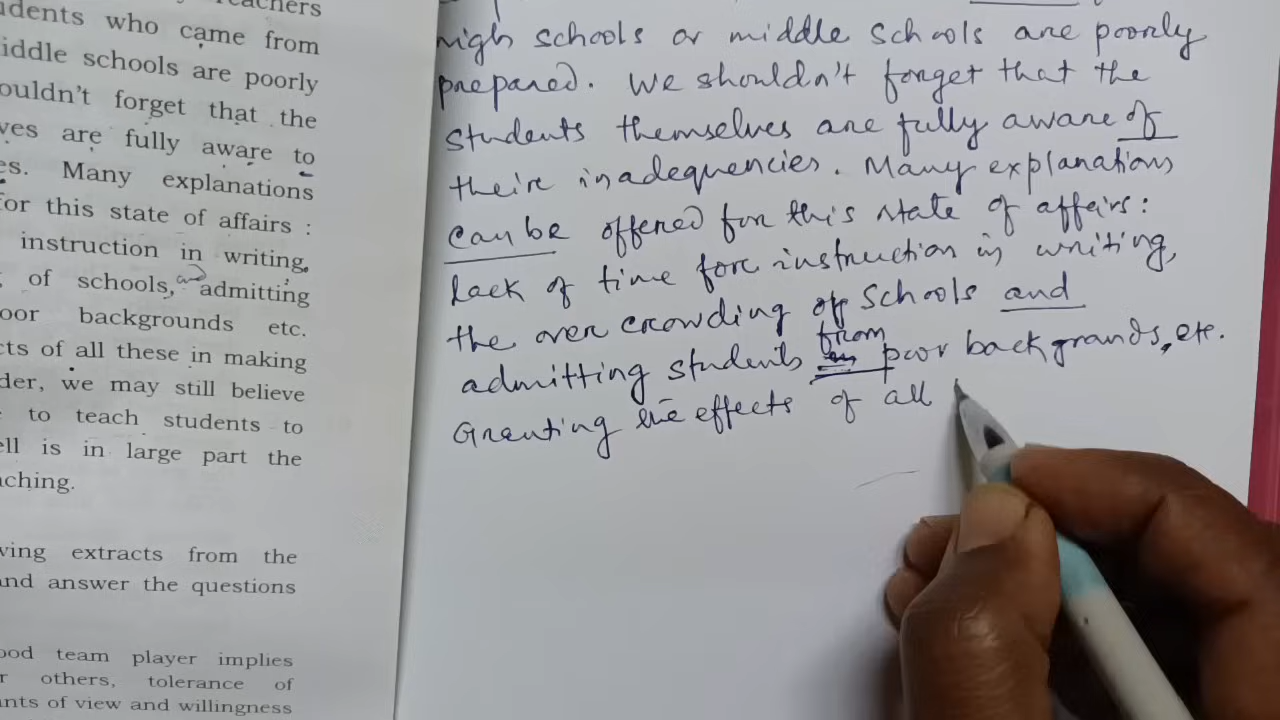 eachers
udents who came from
iddle schools are poorly
ouldn't forget that the
ves are fully aware to
es. Many explanations
for this state of affairs :
instruction in writing,
of schools, and admitting
oor backgrounds etc.
cts of all these in making
der, we may still believe
to teach students to
ell is in large part the
aching.
wing extracts from the
and answer the questions
ood team player implies
r others, tolerance of
nts of view and willingness
high schools or middle schools are poorly
prepared. We shouldn't forget that the
students themselves are fully aware of
their inadequencies. Many explanations
can be offered for this state of affairs:
lack of time for instruction in writing,
the over crowding of schools and
admitting students from poor backgrands, etc.
Granting the effects of all